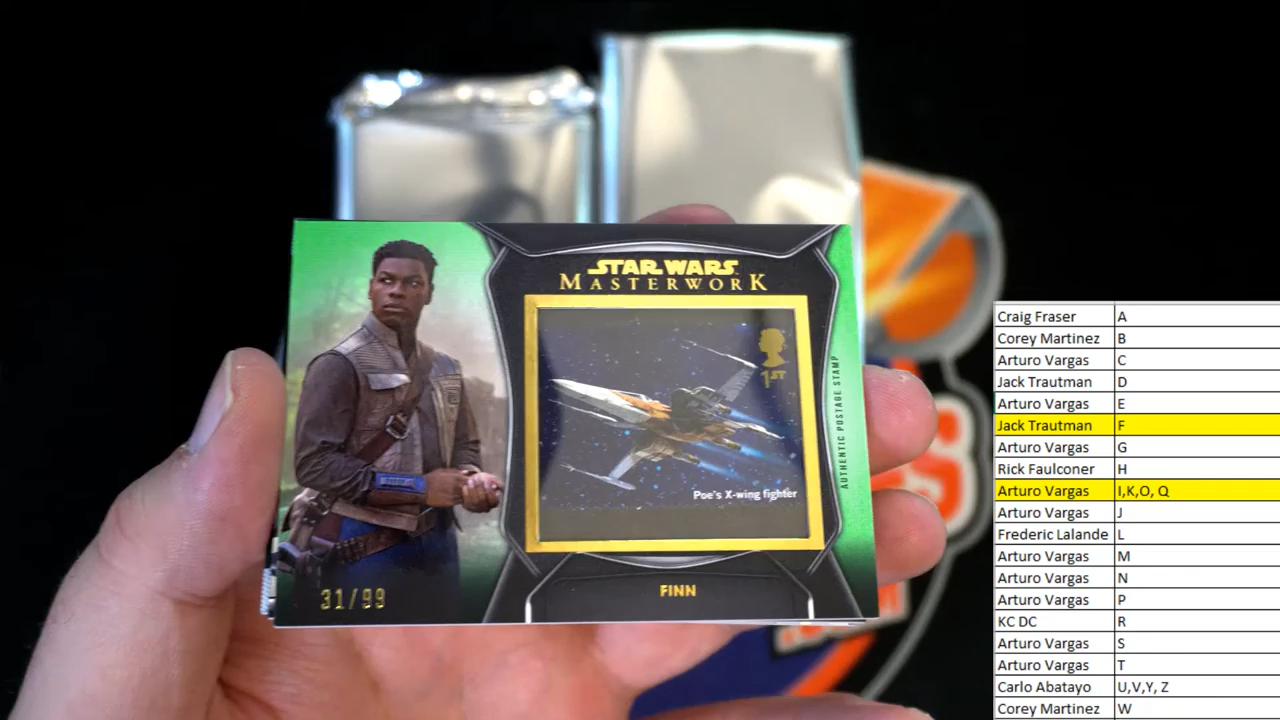 STAR WARS
MASTERWORK
1ST
Poe's X-wing fighter
AUTHENTIC POSTAGE STAMP
FINN
31/99
Craig Fraser A
Corey Martinez B
Arturo Vargas C
Jack Trautman D
Arturo Vargas E
Jack Trautman F
Arturo Vargas G
Rick Faulconer H
Arturo Vargas I,K,O, Q
Arturo Vargas J
Frederic Lalande L
Arturo Vargas M
Arturo Vargas N
Arturo Vargas P
KC DC R
Arturo Vargas S
Arturo Vargas T
Carlo Abatayo U,V,Y, Z
Corey Martinez W